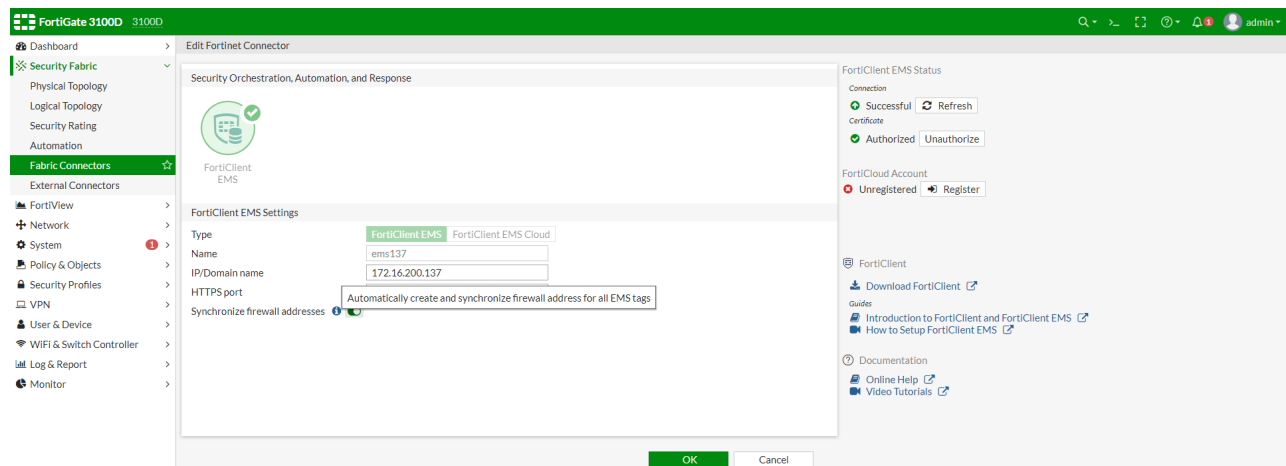 FortiGate 3100D 3100D
admin
1
Dashboard
Security Fabric
Physical Topology
Logical Topology
Security Rating
Automation
Fabric Connectors
External Connectors
FortiView
Network
System 1
Policy & Objects
Security Profiles
VPN
User & Device
WiFi & Switch Controller
Log & Report
Monitor
Edit Fortinet Connector
Security Orchestration, Automation, and Response
FortiClient
EMS
FortiClient EMS Settings
Type FortiClient EMS FortiClient EMS Cloud
Name ems137
IP/Domain name 172.16.200.137
HTTPS port
Automatically create and synchronize firewall address for all EMS tags
Synchronize firewall addresses
OK Cancel
FortiClient EMS Status
Connection
Successful Refresh
Certificate
Authorized Unauthorize
FortiCloud Account
Unregistered Register
FortiClient
Download FortiClient
Guides
Introduction to FortiClient and FortiClient EMS
How to Setup FortiClient EMS
Documentation
Online Help
Video Tutorials